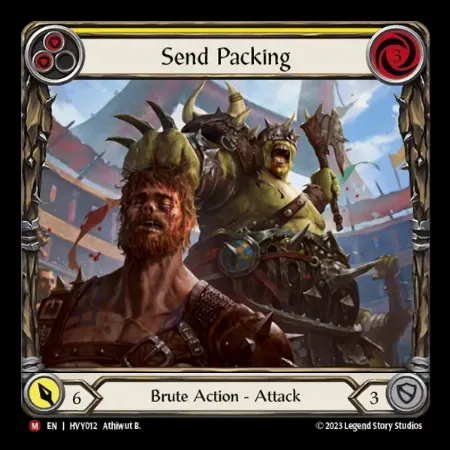 Send Packing
3
6
Brute Action - Attack
3
M EN | HVY012 Athiwut B.
©2023 Legend Story Studios